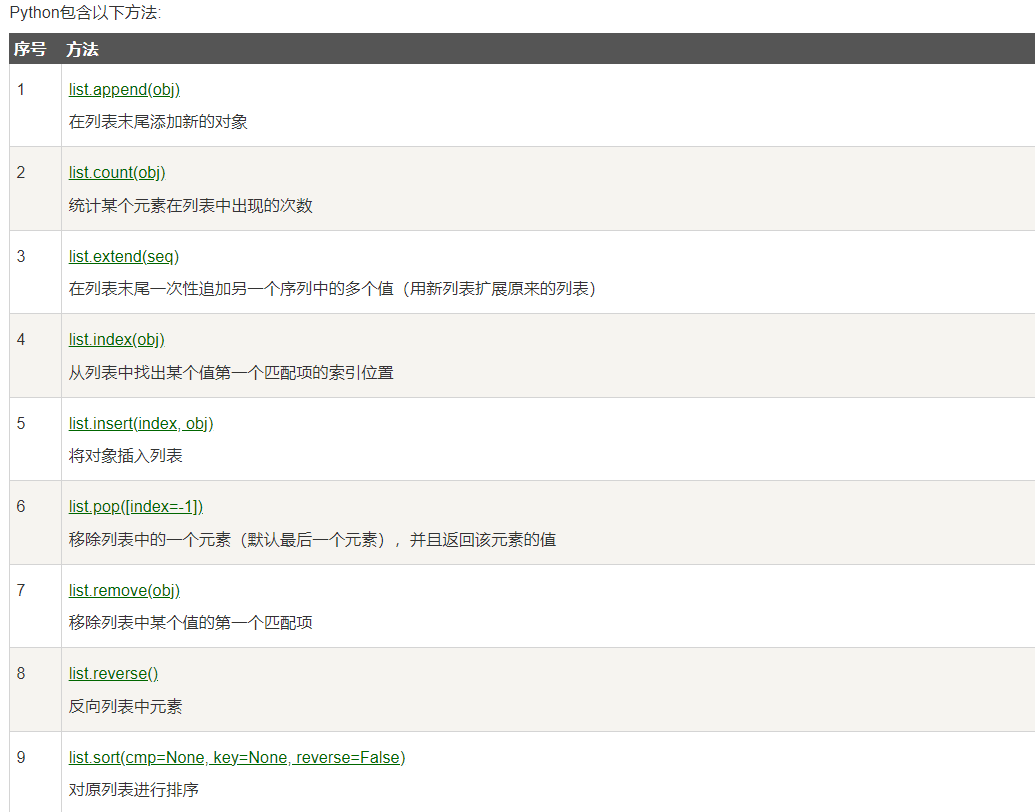 Python包含以下方法:
序号 方法
1 list.append(obj)
在列表末尾添加新的对象
2 list.count(obj)
统计某个元素在列表中出现的次数
3 list.extend(seq)
在列表末尾一次性追加另一个序列中的多个值（用新列表扩展原来的列表）
4 list.index(obj)
从列表中找出某个值第一个匹配项的索引位置
5 list.insert(index, obj)
将对象插入列表
6 list.pop([index=-1])
移除列表中的一个元素（默认最后一个元素），并且返回该元素的值
7 list.remove(obj)
移除列表中某个值的第一个匹配项
8 list.reverse()
反向列表中元素
9 list.sort(cmp=None, key=None, reverse=False)
对原列表进行排序